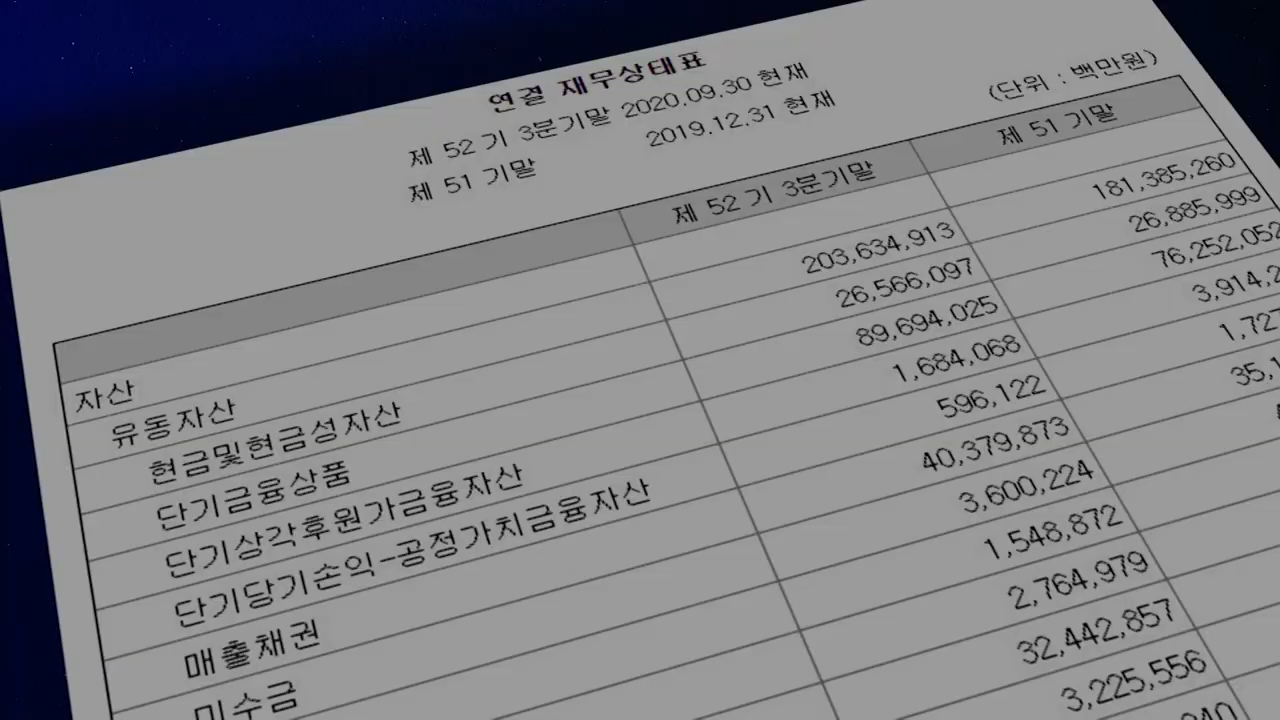 연결 재무상태표
제 52 기 3분기말 2020.09.30 현재
제 51 기말 2019.12.31 현재
(단위 : 백만원)
제 52 기 3분기말 제 51 기말
자산
유동자산 203,634,913 181,385,260
현금및현금성자산 26,566,097 26,885,999
단기금융상품 89,694,025 76,252,052
단기상각후원가금융자산 1,684,068 3,914,2
단기당기손익-공정가치금융자산 596,122 1,727
매출채권 40,379,873 35,1
미수금 3,600,224
1,548,872
2,764,979
32,442,857
3,225,556